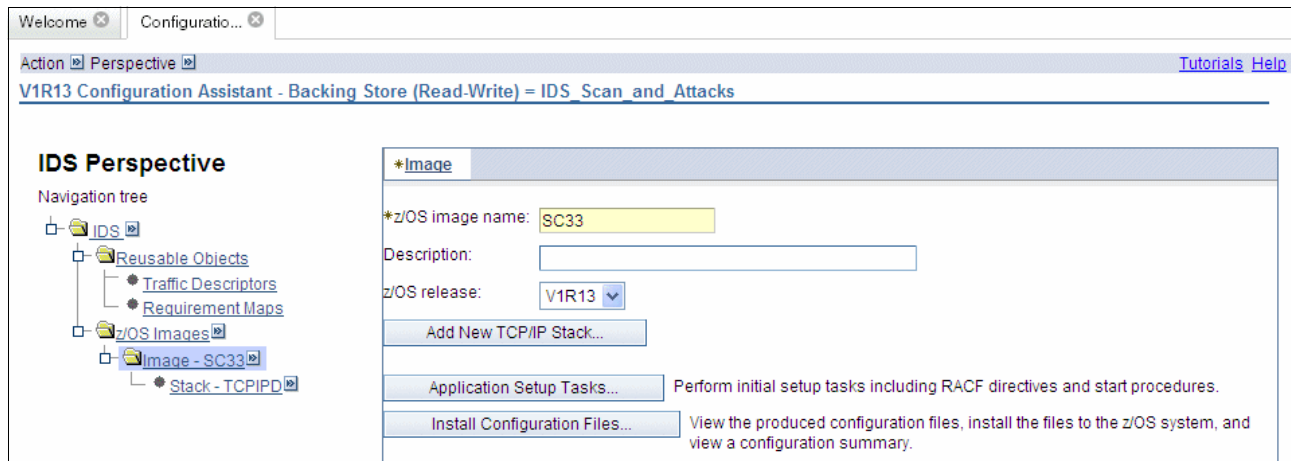 Welcome
Configuratio...
Action Perspective
Tutorials Help
V1R13 Configuration Assistant - Backing Store (Read-Write) = IDS_Scan_and_Attacks
IDS Perspective
Navigation tree
IDS
Reusable Objects
Traffic Descriptors
Requirement Maps
z/OS Images
Image - SC33
Stack - TCPIPD
*Image
*z/OS image name: SC33
Description:
z/OS release: V1R13
Add New TCP/IP Stack...
Application Setup Tasks... Perform initial setup tasks including RACF directives and start procedures.
Install Configuration Files... View the produced configuration files, install the files to the z/OS system, and
view a configuration summary.